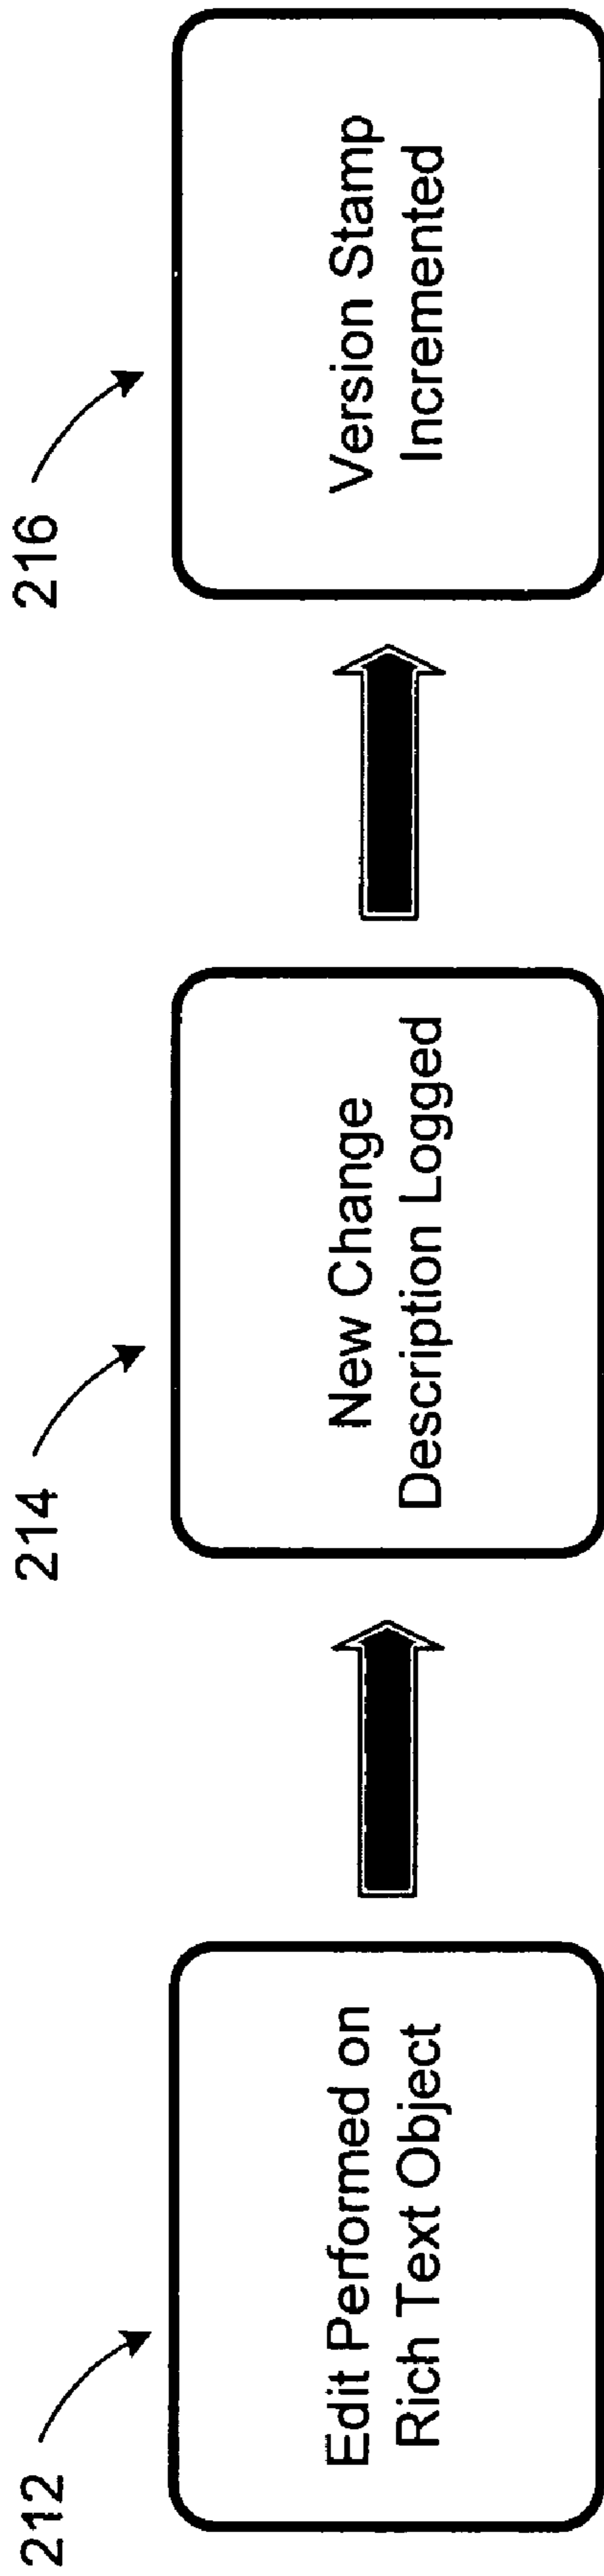 212
Edit Performed on
Rich Text Object
214
New Change
Description Logged
216
Version Stamp
Incremented